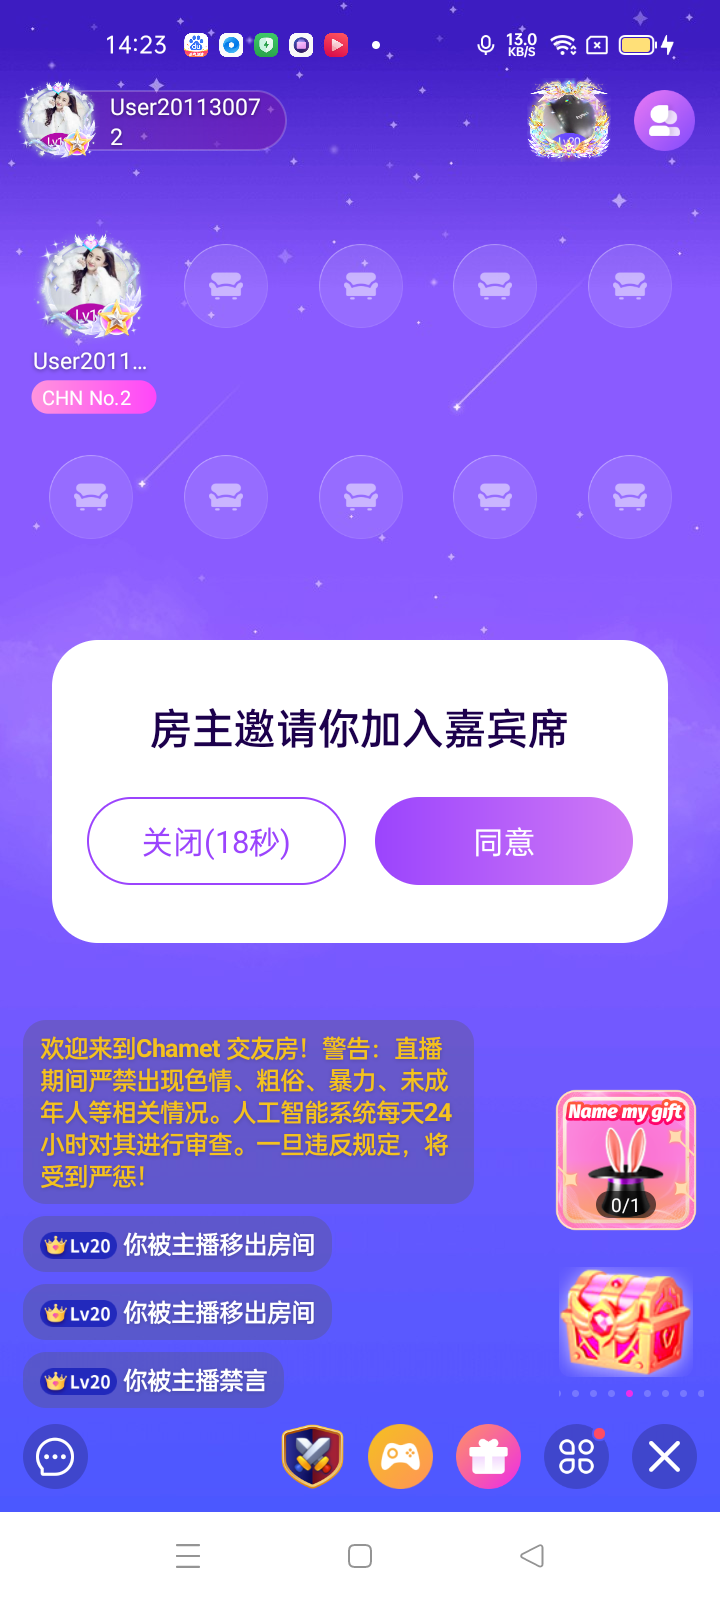 14:23
13.0
KB/S
User20113007
2
Lv20
User2011...
CHN No.2
房主邀请你加入嘉宾席
关闭(18秒)
同意
欢迎来到Chamet 交友房！警告：直播
期间严禁出现色情、粗俗、暴力、未成
年人等相关情况。人工智能系统每天24
小时对其进行审查。一旦违反规定，将
受到严惩！
Name my gift
0/1
Lv20 你被主播移出房间
Lv20 你被主播移出房间
Lv20 你被主播禁言